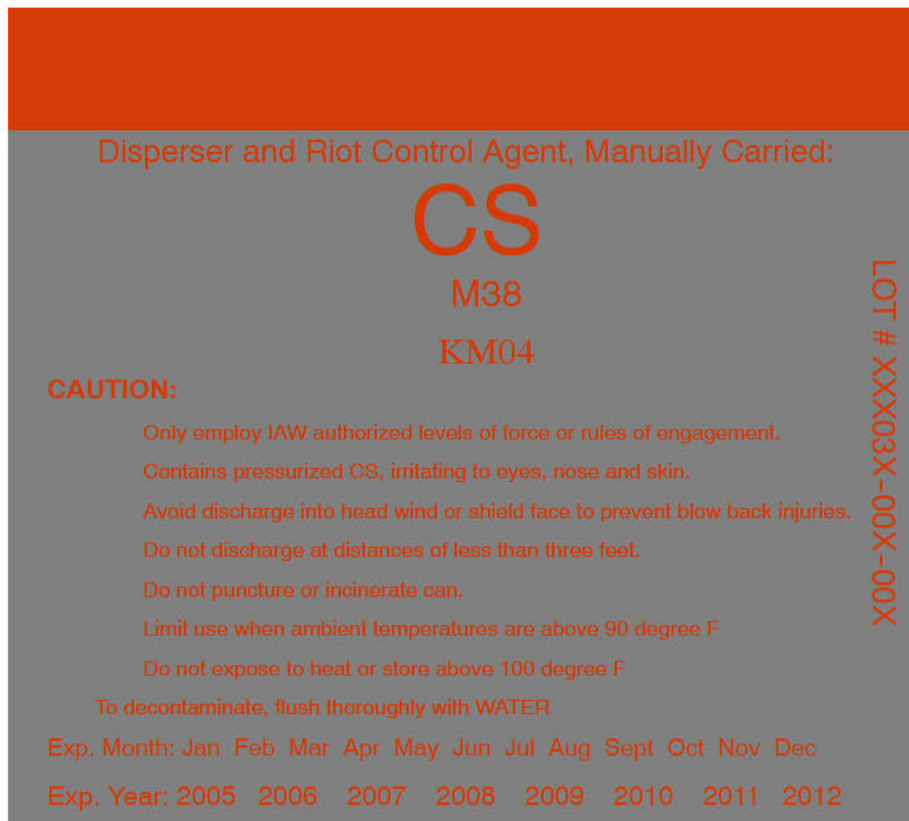 Disperser and Riot Control Agent, Manually Carried:
CS
M38
KM04
CAUTION:
Only employ IAW authorized levels of force or rules of engagement.
Contains pressurized CS, irritating to eyes, nose and skin.
Avoid discharge into head wind or shield face to prevent blow back injuries.
Do not discharge at distances of less than three feet.
Do not puncture or incinerate can.
Limit use when ambient temperatures are above 90 degree F
Do not expose to heat or store above 100 degree F
To decontaminate, flush thoroughly with WATER
Exp. Month: Jan Feb Mar Apr May Jun Jul Aug Sept Oct Nov Dec
Exp. Year: 2005 2006 2007 2008 2009 2010 2011 2012
LOT # XXX03X-00X-00X